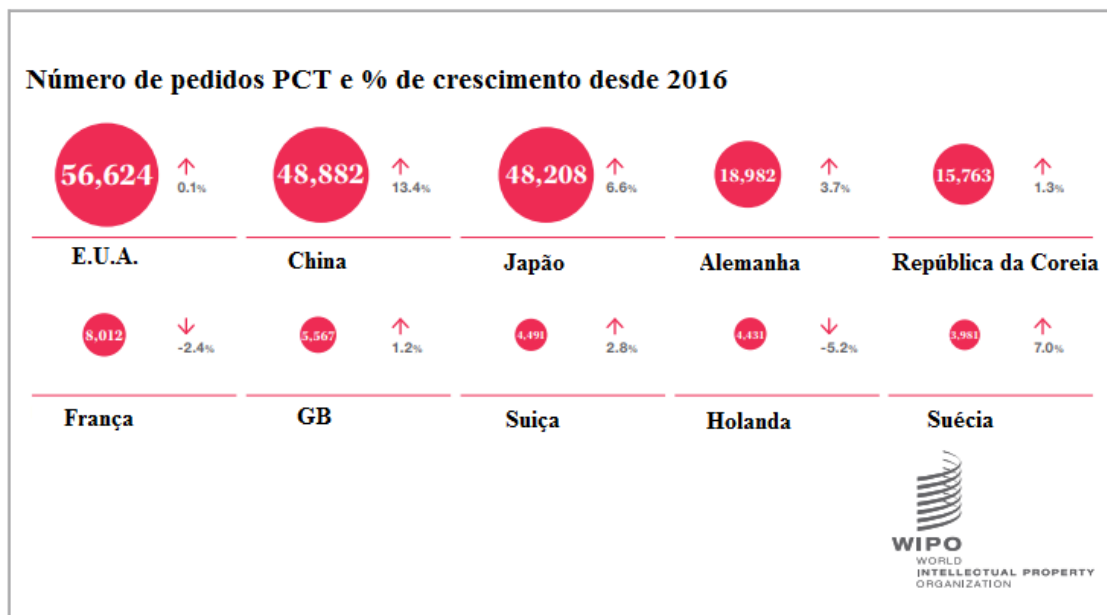 Número de pedidos PCT e % de crescimento desde 2016
56,624 0.1% 48,882 13.4% 48,208 6.6% 18,982 3.7% 15,763 1.3%
E.U.A. China Japão Alemanha República da Coreia
8,012 -2.4% 5,567 1.2% 4,491 2.8% 4,431 -5.2% 3,981 7.0%
França GB Suiça Holanda Suécia
WIPO
WORLD
INTELLECTUAL PROPERTY
ORGANIZATION